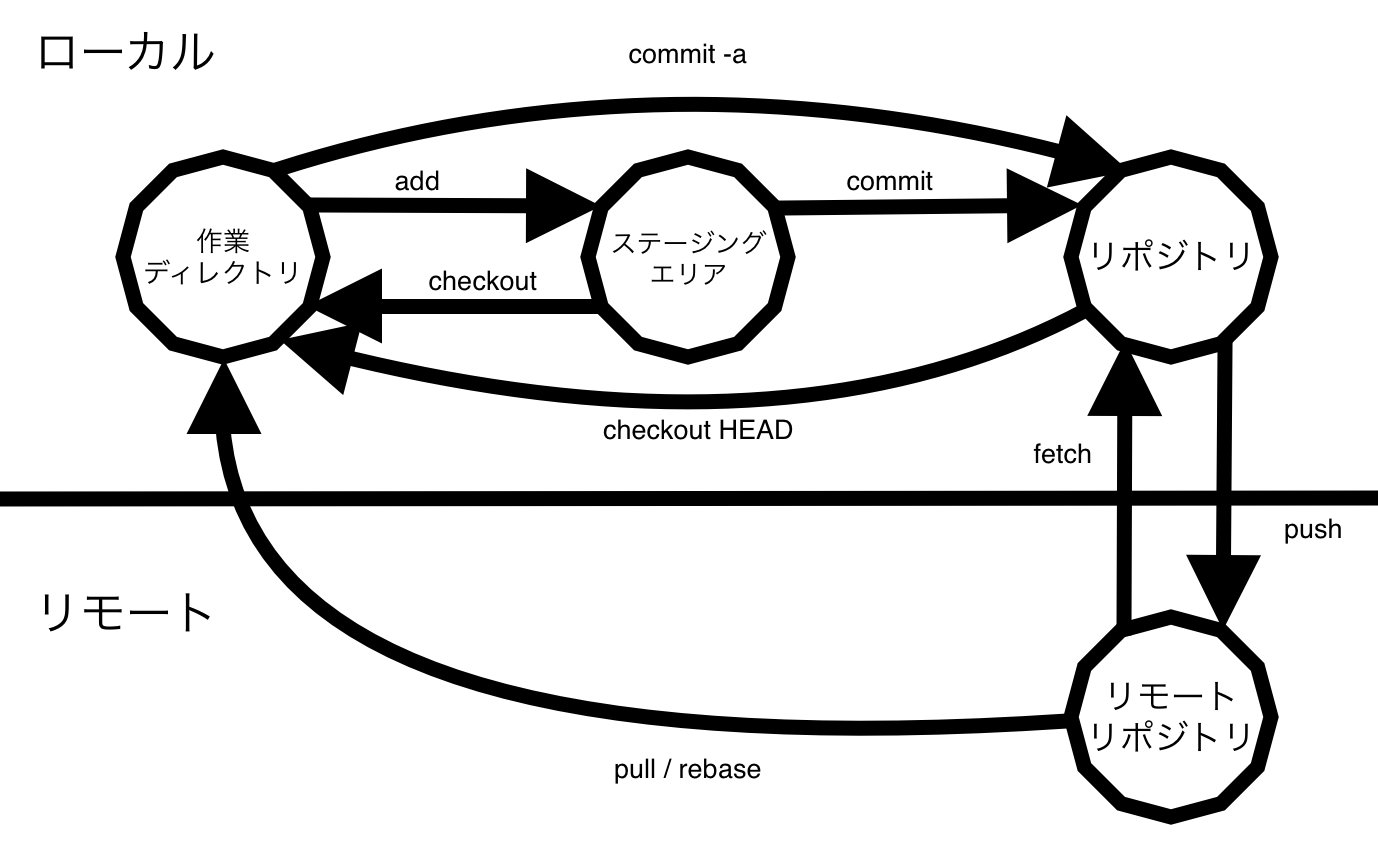 ローカル
commit -a
add
commit
作業
ディレクトリ
ステージング
エリア
リポジトリ
checkout
checkout HEAD
fetch
push
リモート
リモート
リポジトリ
pull / rebase